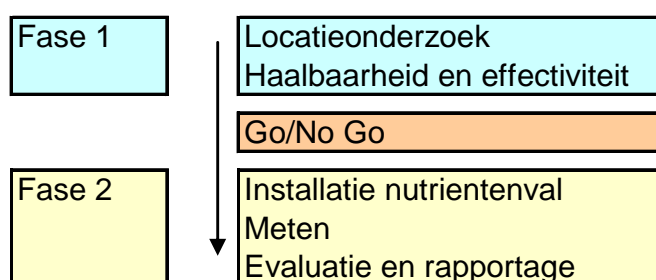 Fase 1
Locatieonderzoek
Haalbaarheid en effectiviteit
Go/No Go
Fase 2
Installatie nutrientenval
Meten
Evaluatie en rapportage